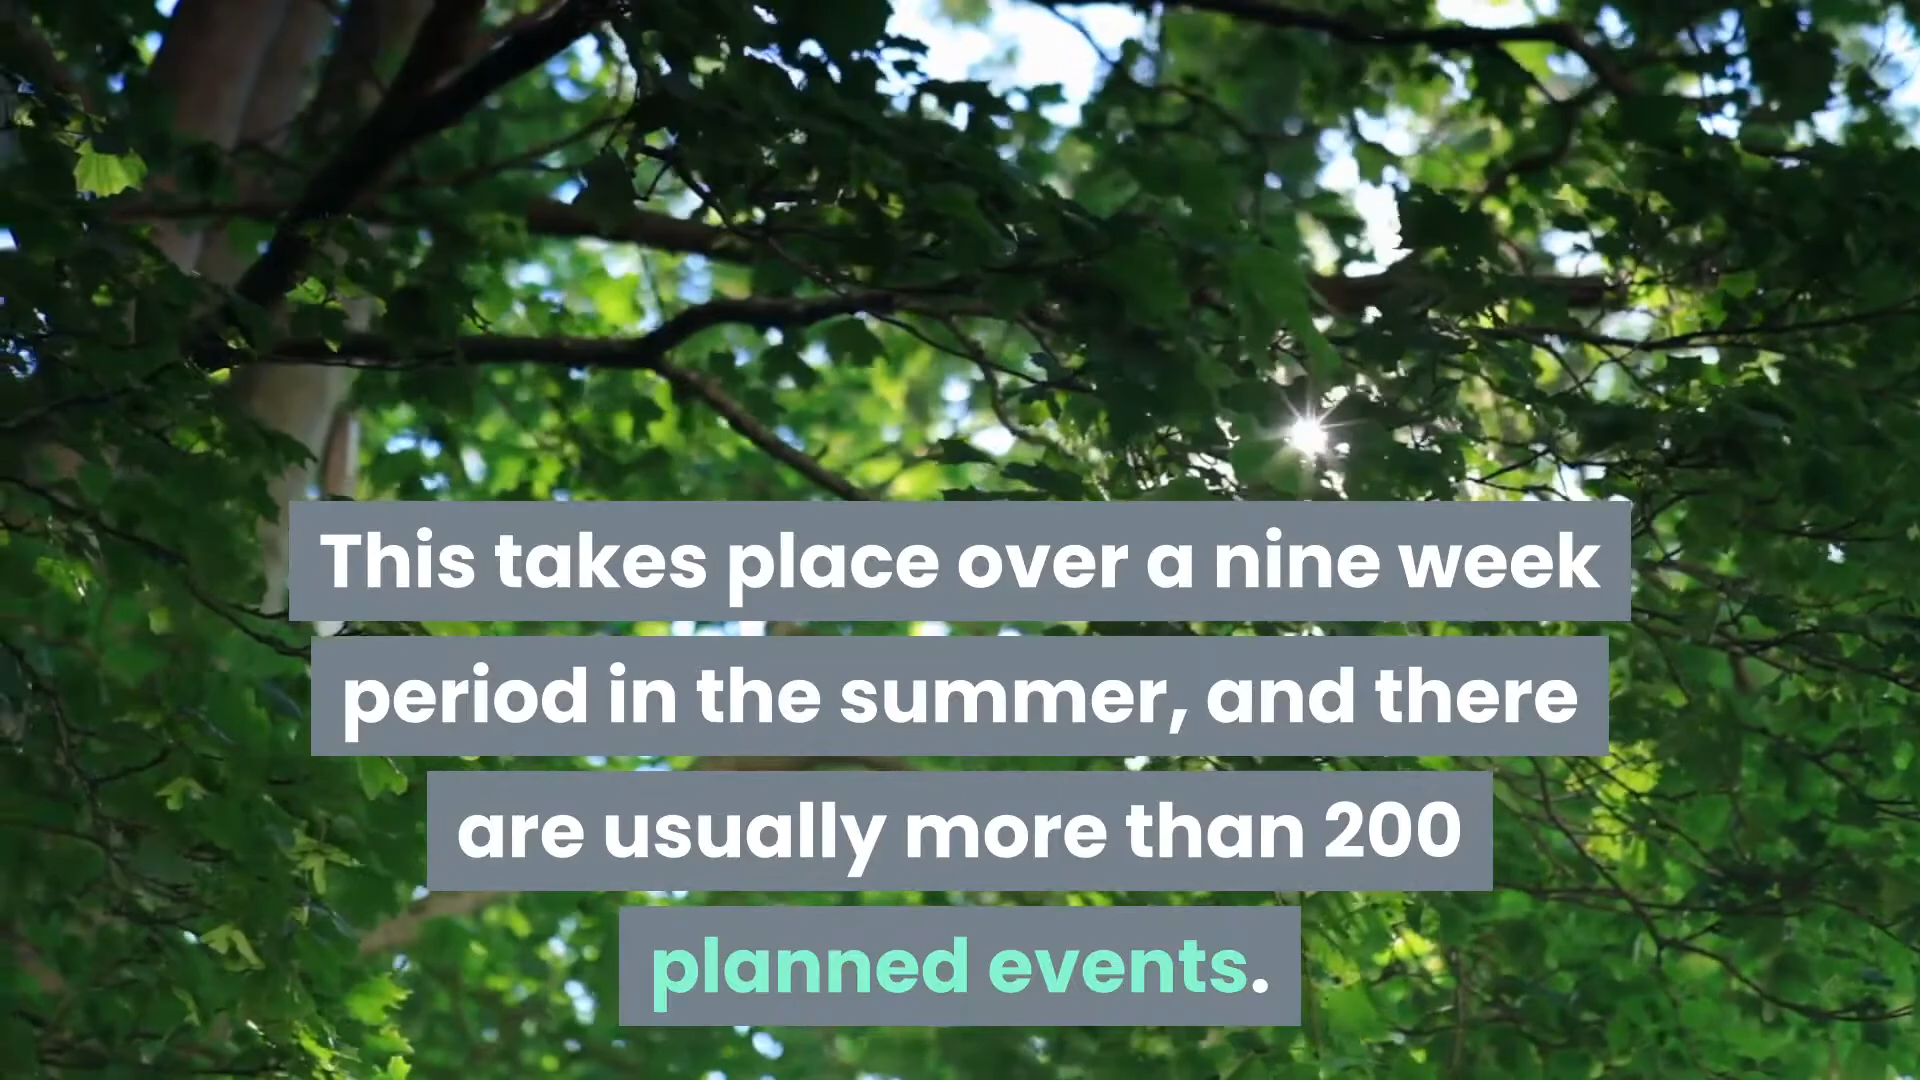 This takes place over a nine week
period in the summer, and there
are usually more than 200
planned events.